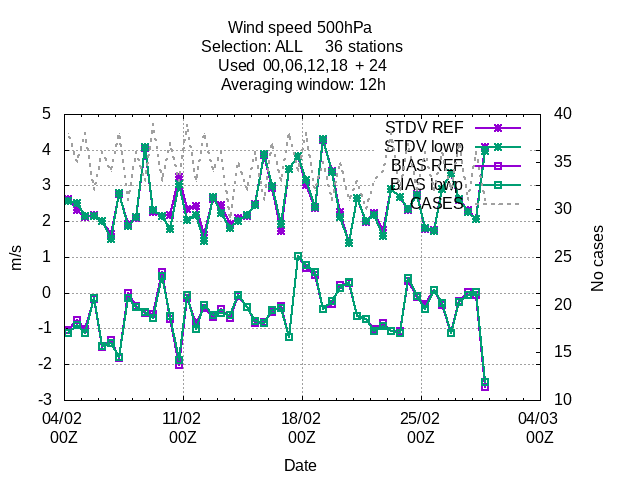 Wind speed 500hPa
Selection: ALL 36 stations
Used 00,06,12,18 + 24
Averaging window: 12h
5
4
3
2
1
0
-1
-2
-3
m/s
40
35
30
25
20
15
10
No cases
STDV REF
STDV lowp
BIAS REF
BIAS lowp
CASES
04/02 11/02 18/02 25/02 04/03
00Z 00Z 00Z 00Z 00Z
Date